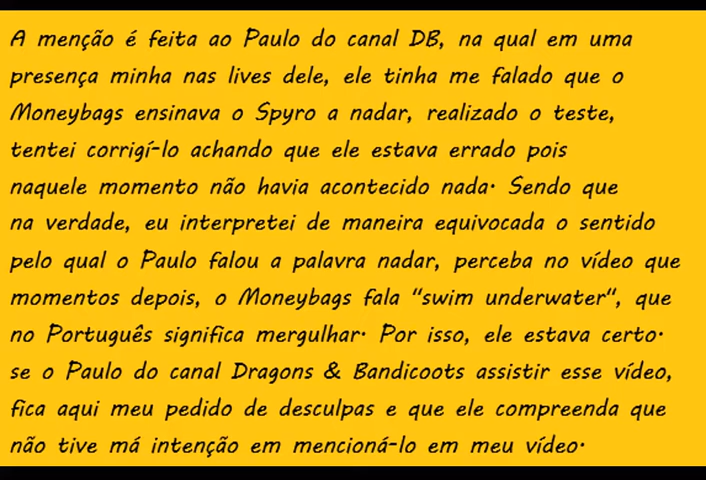 A menção é feita ao Paulo do canal DB, na qual em uma
presença minha nas lives dele, ele tinha me falado que o
Moneybags ensinava o Spyro a nadar, realizado o teste,
tentei corrigí-lo achando que ele estava errado pois
naquele momento não havia acontecido nada. Sendo que
na verdade, eu interpretei de maneira equivocada o sentido
pelo qual o Paulo falou a palavra nadar, perceba no vídeo que
momentos depois, o Moneybags fala "swim underwater", que
no Português significa mergulhar. Por isso, ele estava certo.
se o Paulo do canal Dragons & Bandicoots assistir esse vídeo,
fica aqui meu pedido de desculpas e que ele compreenda que
não tive má intenção em mencioná-lo em meu vídeo.